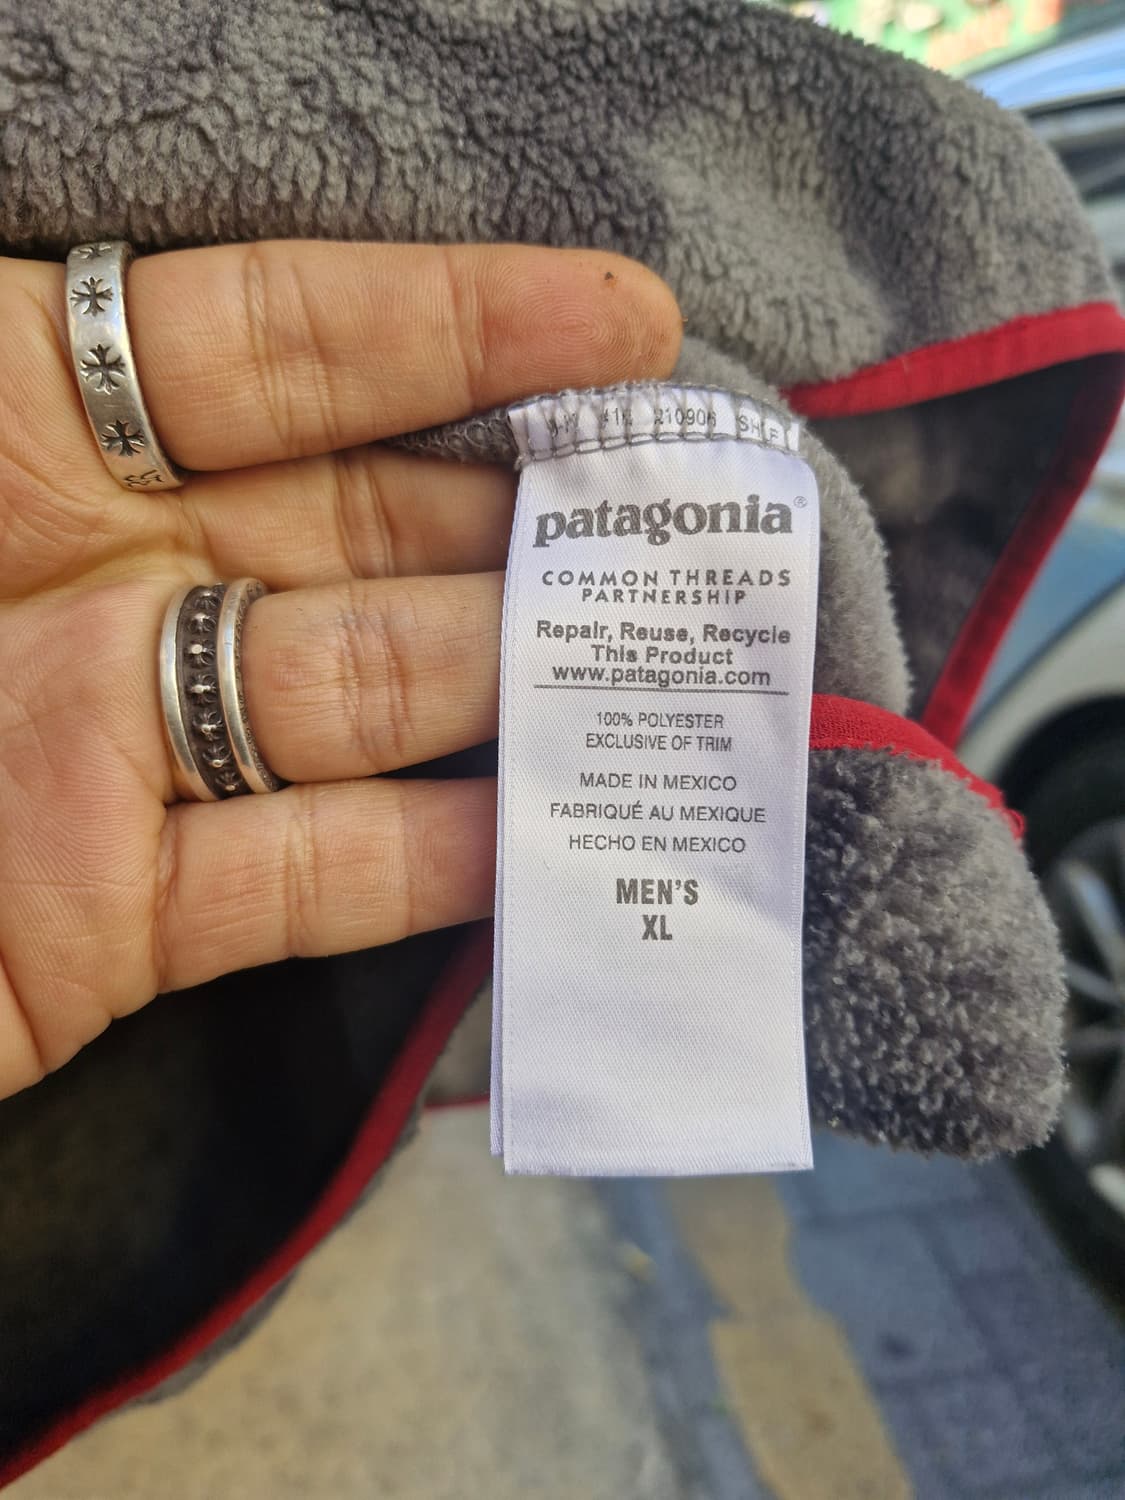 210906
patagonia®
COMMON THREADS
PARTNERSHIP
Repair, Reuse, Recycle
This Product
www.patagonia.com
100% POLYESTER
EXCLUSIVE OF TRIM
MADE IN MEXICO
FABRIQUÉ AU MEXIQUE
HECHO EN MEXICO
MEN'S
XL